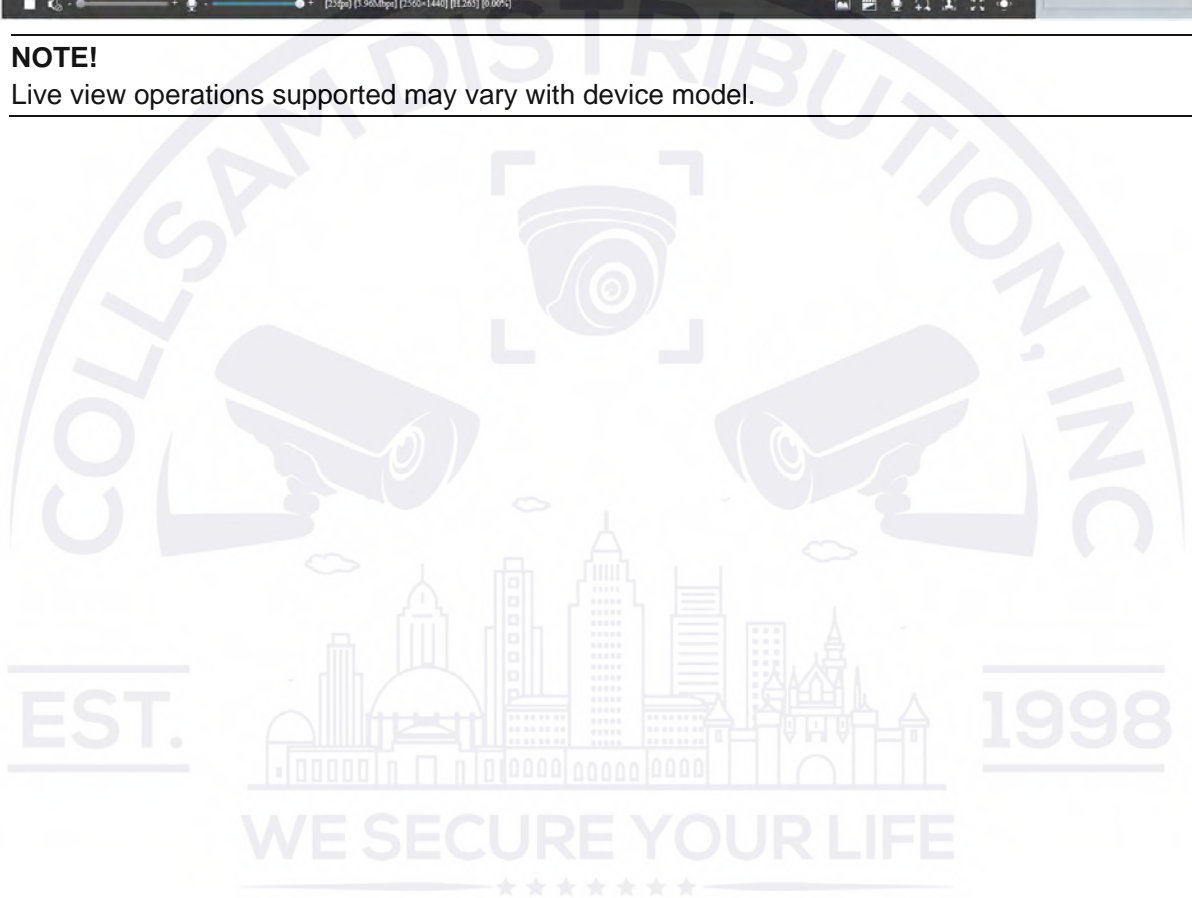 [25fps] [3.96Mbps] [2560×1440] [H.265] [0.00%]
NOTE!
Live view operations supported may vary with device model.
COLLSAM DISTRIBUTION, INC
EST. 1998
WE SECURE YOUR LIFE